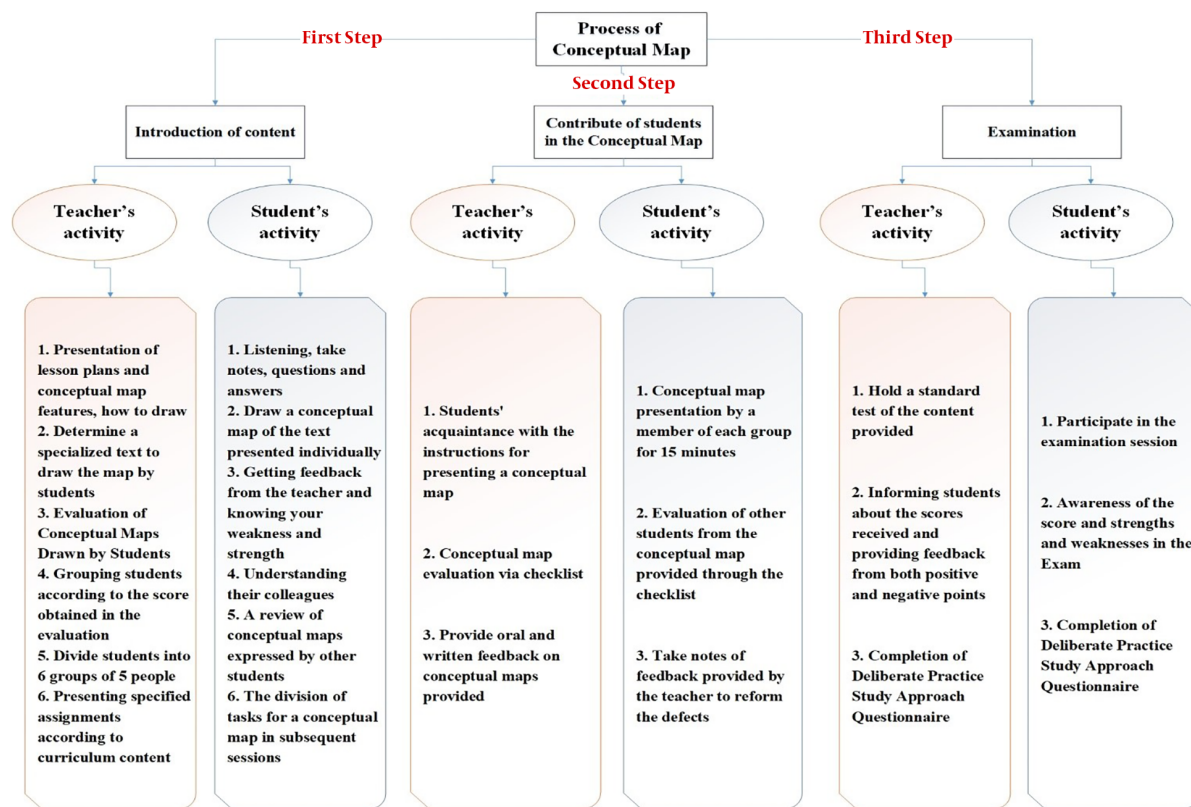 Process of
Conceptual Map
First Step
Second Step
Third Step
Introduction of content
Contribute of students
in the Conceptual Map
Examination
Teacher's
activity
Student's
activity
Teacher's
activity
Student's
activity
Teacher's
activity
Student's
activity
1. Presentation of
lesson plans and
conceptual map
features, how to draw
2. Determine a
specialized text to
draw the map by
students
3. Evaluation of
Conceptual Maps
Drawn by Students
4. Grouping students
according to the score
obtained in the
evaluation
5. Divide students into
6 groups of 5 people
6. Presenting specified
assignments
according to
curriculum content
1. Listening, take
notes, questions and
answers
2. Draw a conceptual
map of the text
presented individually
3. Getting feedback
from the teacher and
knowing your
weakness and
strength
4. Understanding
their colleagues
5. A review of
conceptual maps
expressed by other
students
6. The division of
tasks for a conceptual
map in subsequent
sessions
1. Students'
acquaintance with the
instructions for
presenting a conceptual
map
2. Conceptual map
evaluation via checklist
3. Provide oral and
written feedback on
conceptual maps
provided
1. Conceptual map
presentation by a
member of each group
for 15 minutes
2. Evaluation of other
students from the
conceptual map
provided through the
checklist
3. Take notes of
feedback provided by
the teacher to reform
the defects
1. Hold a standard
test of the content
provided
2. Informing students
about the scores
received and
providing feedback
from both positive
and negative points
3. Completion of
Deliberate Practice
Study Approach
Questionnaire
1. Participate in the
examination session
2. Awareness of the
score and strengths
and weaknesses in the
Exam
3. Completion of
Deliberate Practice
Study Approach
Questionnaire